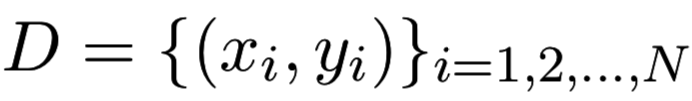 D = {(x_i, y_i)}_{i=1,2,...,N}